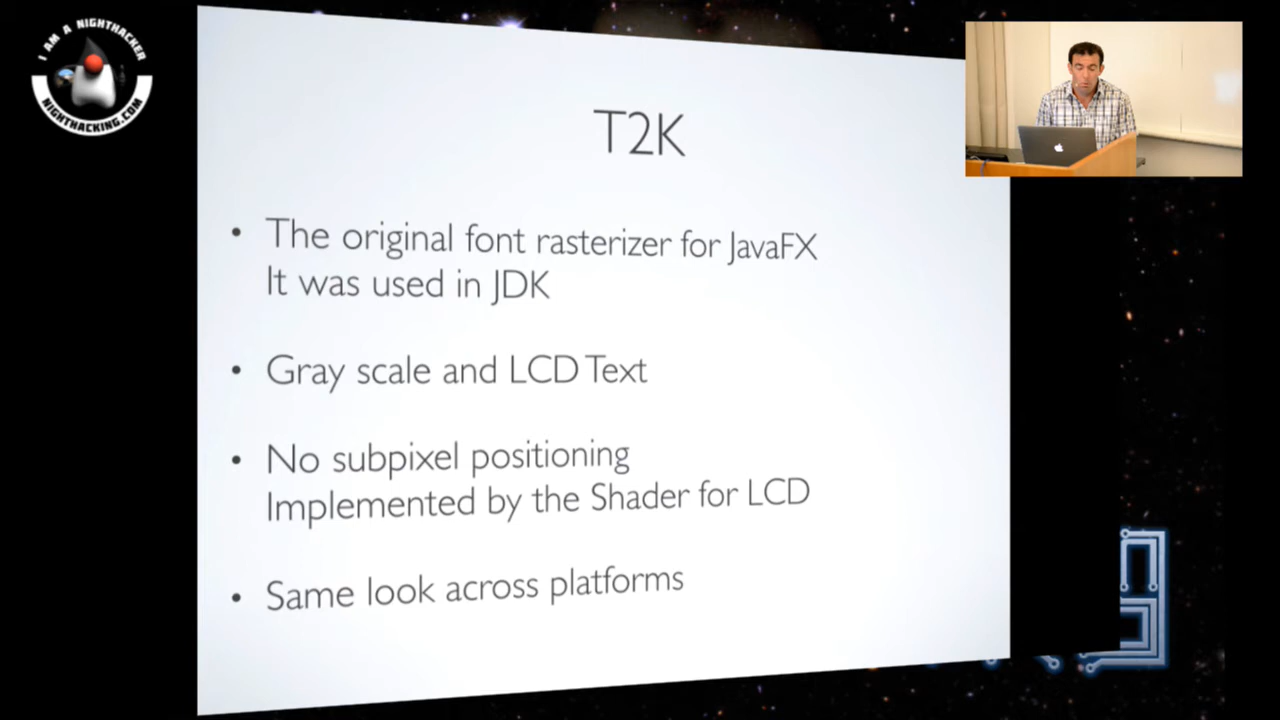 I AM A NIGHTHACKER
NIGHTHACKING.COM
T2K
• The original font rasterizer for JavaFX
It was used in JDK
• Gray scale and LCD Text
• No subpixel positioning
Implemented by the Shader for LCD
• Same look across platforms